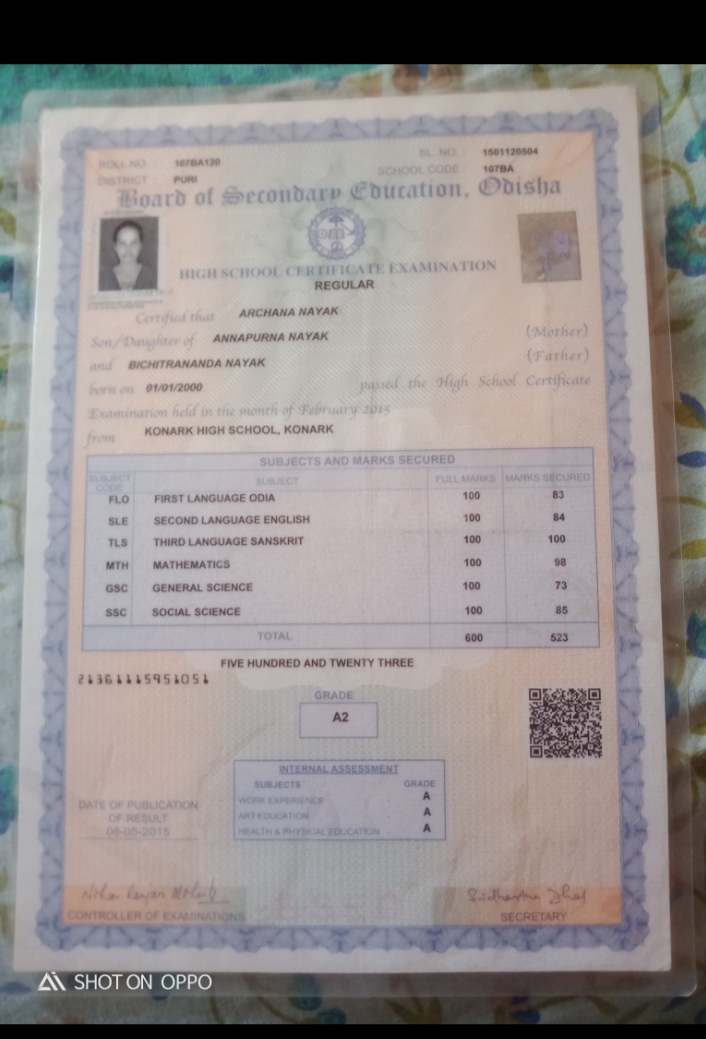 ROLL NO. : 107BA120
SL. NO. : 1501120504
DISTRICT : PURI
SCHOOL CODE : 107BA
Board of Secondary Education, Odisha
HIGH SCHOOL CERTIFICATE EXAMINATION
REGULAR
Certified that ARCHANA NAYAK
Son/Daughter of ANNAPURNA NAYAK (Mother)
and BICHITRANANDA NAYAK (Father)
born on 01/01/2000 passed the High School Certificate
Examination held in the month of February 2015
from KONARK HIGH SCHOOL, KONARK
SUBJECTS AND MARKS SECURED
SUBJECT CODE SUBJECT FULL MARKS MARKS SECURED
FLO FIRST LANGUAGE ODIA 100 83
SLE SECOND LANGUAGE ENGLISH 100 84
TLS THIRD LANGUAGE SANSKRIT 100 100
MTH MATHEMATICS 100 98
GSC GENERAL SCIENCE 100 73
SSC SOCIAL SCIENCE 100 85
TOTAL 600 523
FIVE HUNDRED AND TWENTY THREE
21361115951051
GRADE
A2
INTERNAL ASSESSMENT
SUBJECTS GRADE
WORK EXPERIENCE A
ART EDUCATION A
HEALTH & PHYSICAL EDUCATION A
DATE OF PUBLICATION
OF RESULT
06-05-2015
CONTROLLER OF EXAMINATIONS
SECRETARY
SHOT ON OPPO